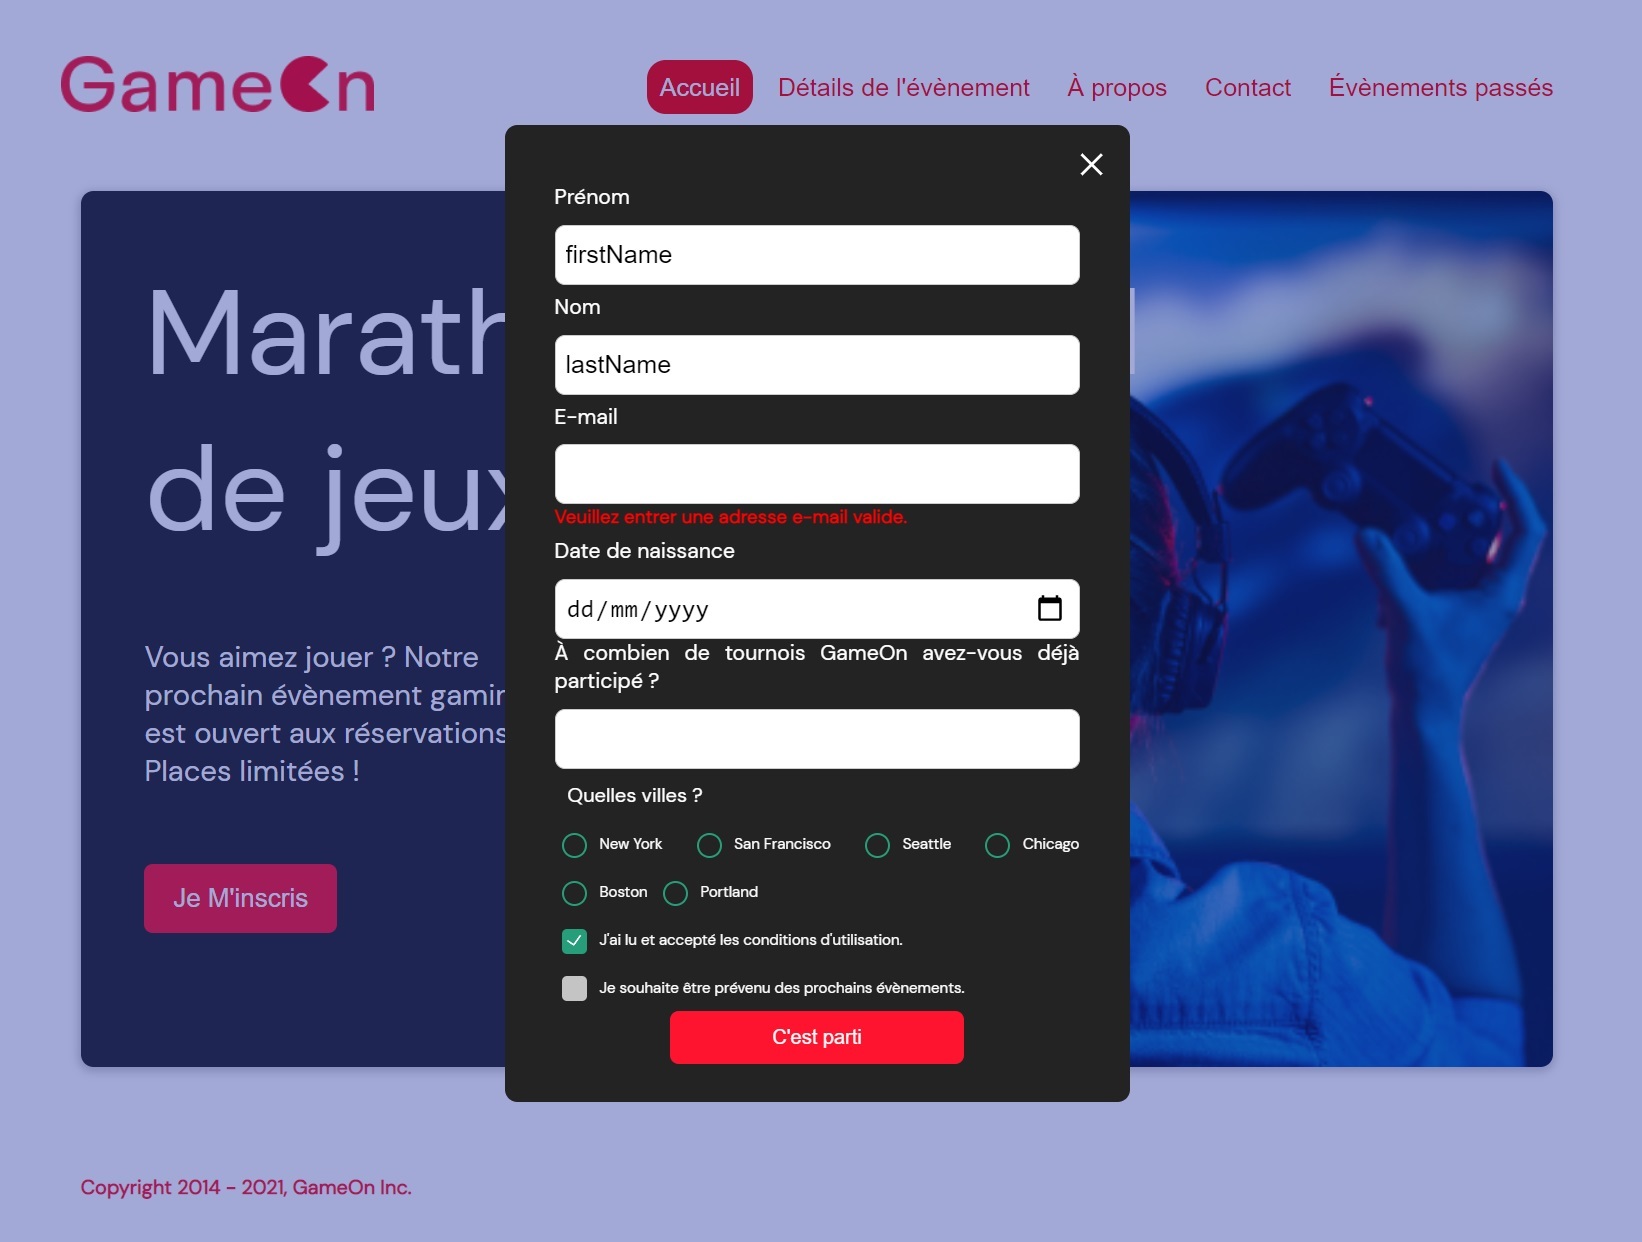 GameOn
Accueil Détails de l'évènement À propos Contact Évènements passés
Prénom
firstName
Nom
lastName
E-mail
Veuillez entrer une adresse e-mail valide.
Date de naissance
dd/mm/yyyy
À combien de tournois GameOn avez-vous déjà
participé ?
Quelles villes ?
New York San Francisco Seattle Chicago
Boston Portland
J'ai lu et accepté les conditions d'utilisation.
Je souhaite être prévenu des prochains évènements.
C'est parti
de jeux
Vous aimez jouer ? Notre
prochain évènement
est ouvert aux réservations
Places limitées !
Je M'inscris
Copyright 2014 - 2021, GameOn Inc.